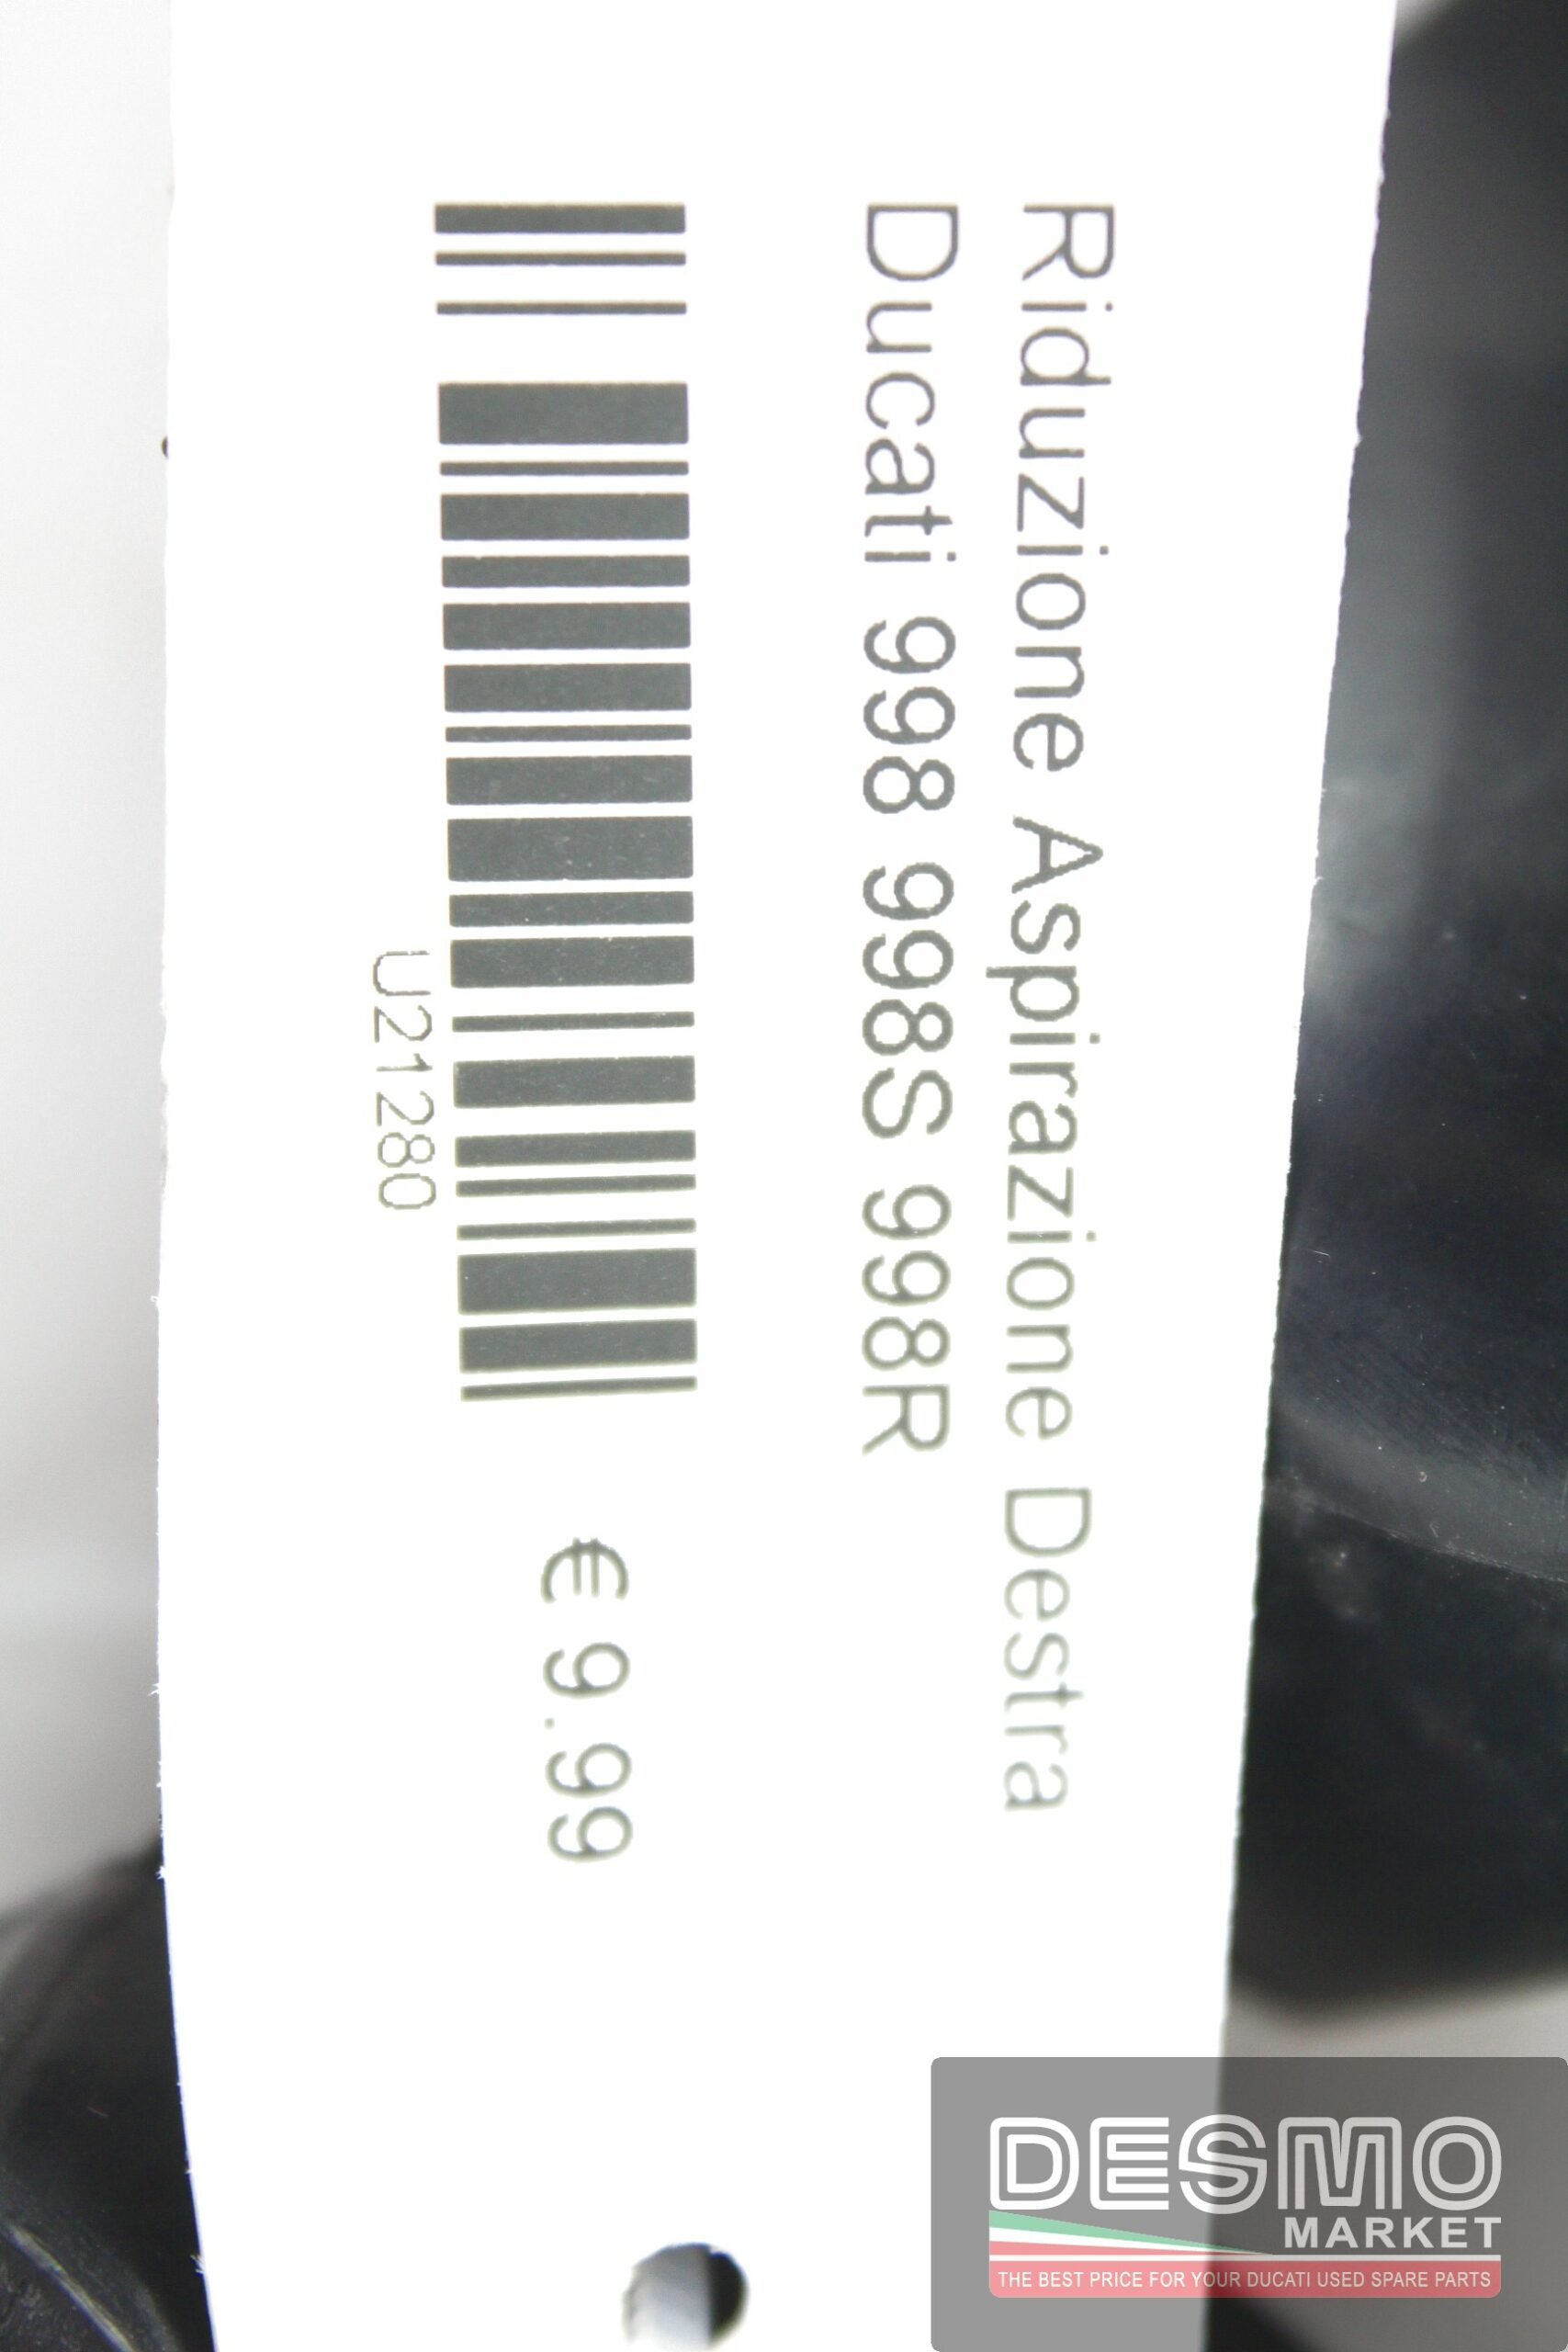 Riduzione Aspirazione Destra
Ducati 998 998S 998R
€ 9.99
U21280
DESMO
MARKET
THE BEST PRICE FOR YOUR DUCATI USED SPARE PARTS